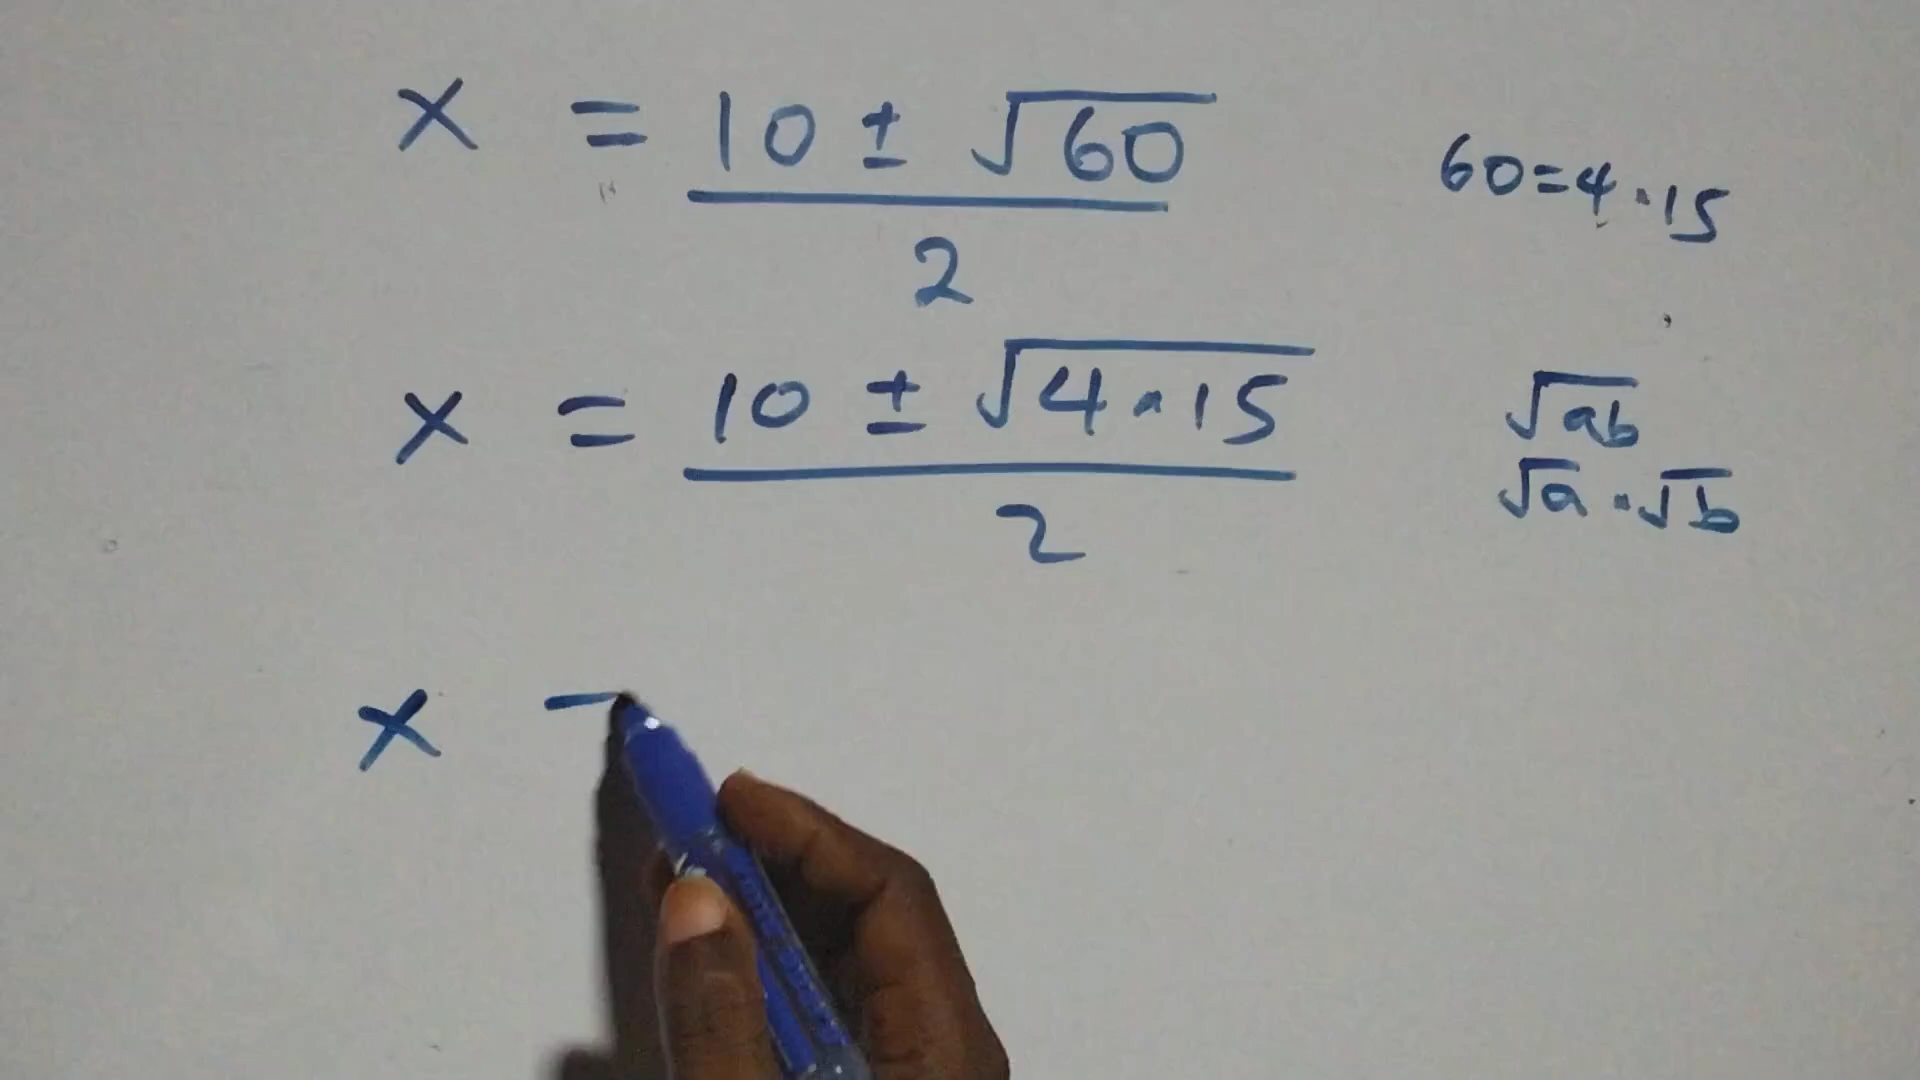 x = 10 ± √60
2
60=4·15
x = 10 ± √4·15
2
√ab
√a·√b
x −